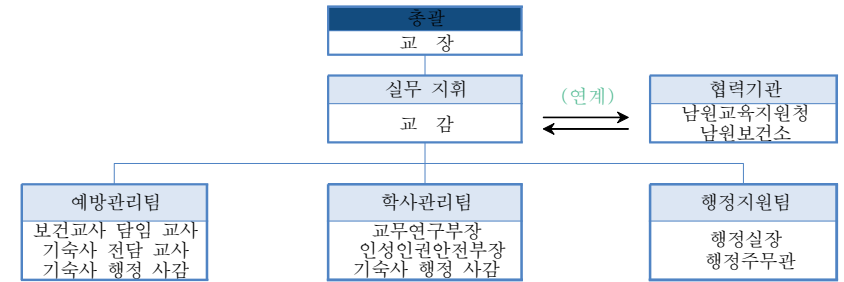 총괄
교 장
실무 지휘
교 감
(연계)
협력기관
남원교육지원청
남원보건소
예방관리팀
보건교사 담임 교사
기숙사 전담 교사
기숙사 행정 사감
학사관리팀
교무연구부장
인성인권안전부장
기숙사 행정 사감
행정지원팀
행정실장
행정주무관